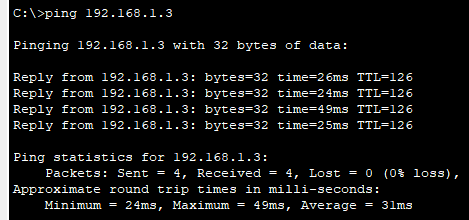 C:\>ping 192.168.1.3
Pinging 192.168.1.3 with 32 bytes of data:
Reply from 192.168.1.3: bytes=32 time=26ms TTL=126
Reply from 192.168.1.3: bytes=32 time=24ms TTL=126
Reply from 192.168.1.3: bytes=32 time=49ms TTL=126
Reply from 192.168.1.3: bytes=32 time=25ms TTL=126
Ping statistics for 192.168.1.3:
    Packets: Sent = 4, Received = 4, Lost = 0 (0% loss),
Approximate round trip times in milli-seconds:
    Minimum = 24ms, Maximum = 49ms, Average = 31ms